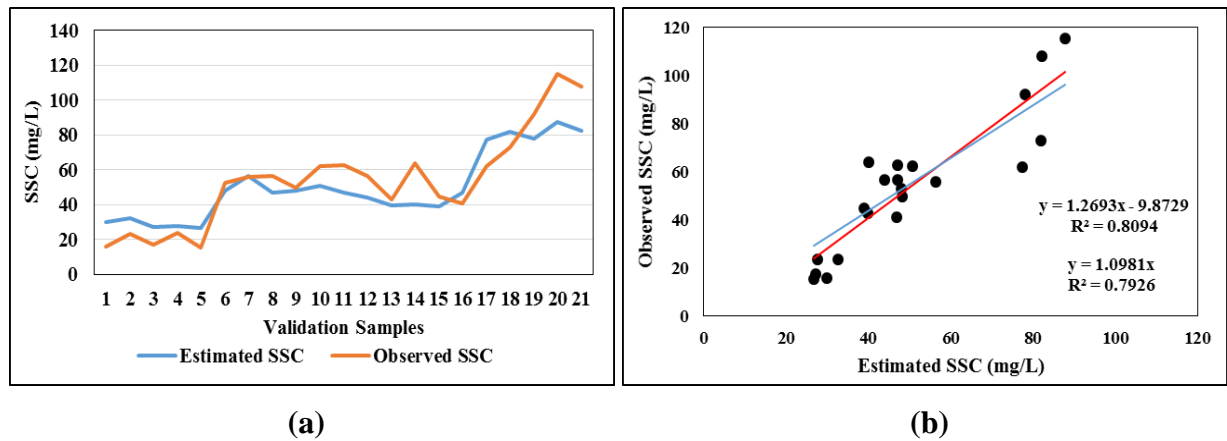 140
120
100
80
60
40
20
0
SSC (mg/L)
1 2 3 4 5 6 7 8 9 10 11 12 13 14 15 16 17 18 19 20 21
Validation Samples
Estimated SSC Observed SSC
(a)
120
100
80
60
40
20
0
Observed SSC (mg/L)
y = 1.2693x - 9.8729
R² = 0.8094
y = 1.0981x
R² = 0.7926
0 20 40 60 80 100 120
Estimated SSC (mg/L)
(b)